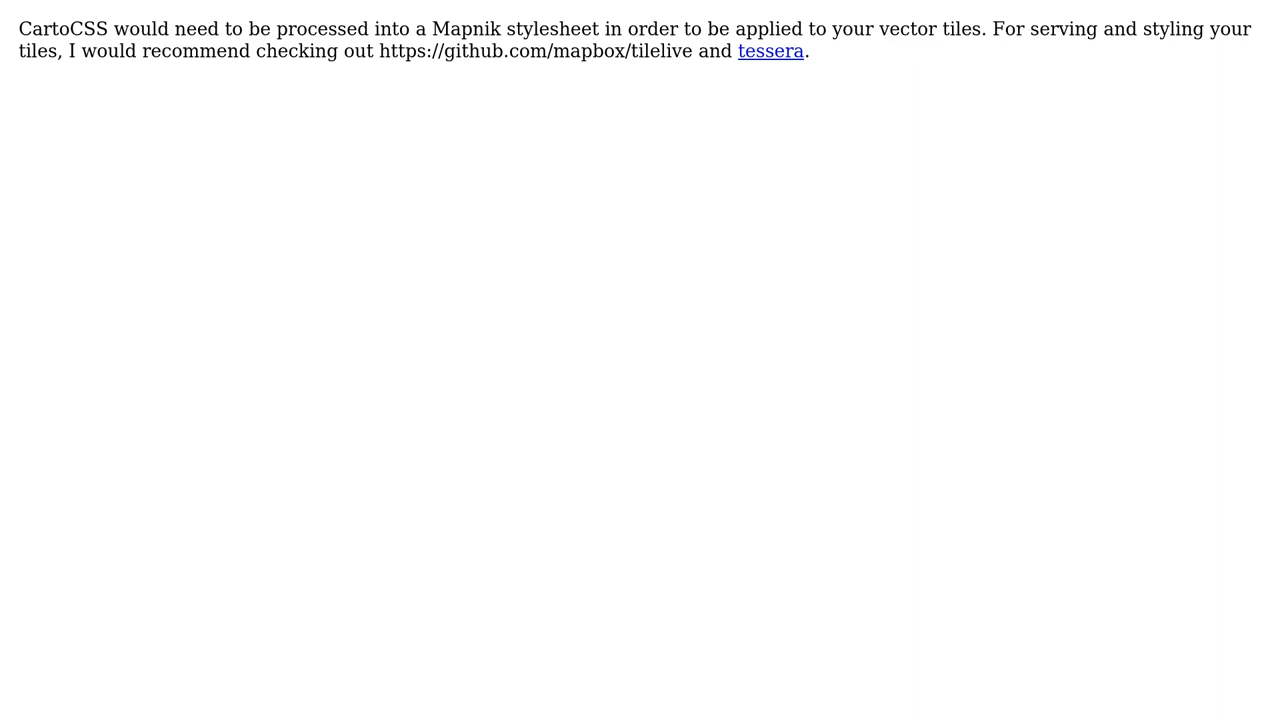 CartoCSS would need to be processed into a Mapnik stylesheet in order to be applied to your vector tiles. For serving and styling your
tiles, I would recommend checking out https://github.com/mapbox/tilelive and tessera.